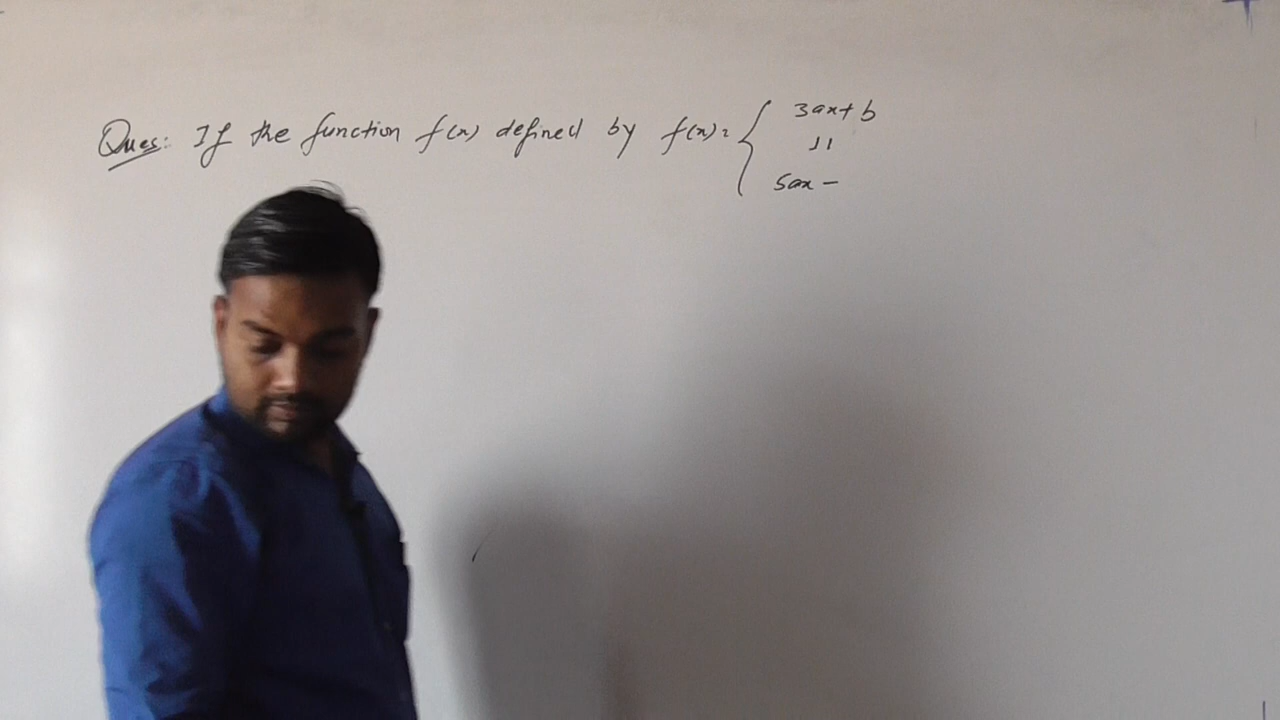 Ques: If the function f(x) defined by f(x)= { 3ax+b
11
5ax -